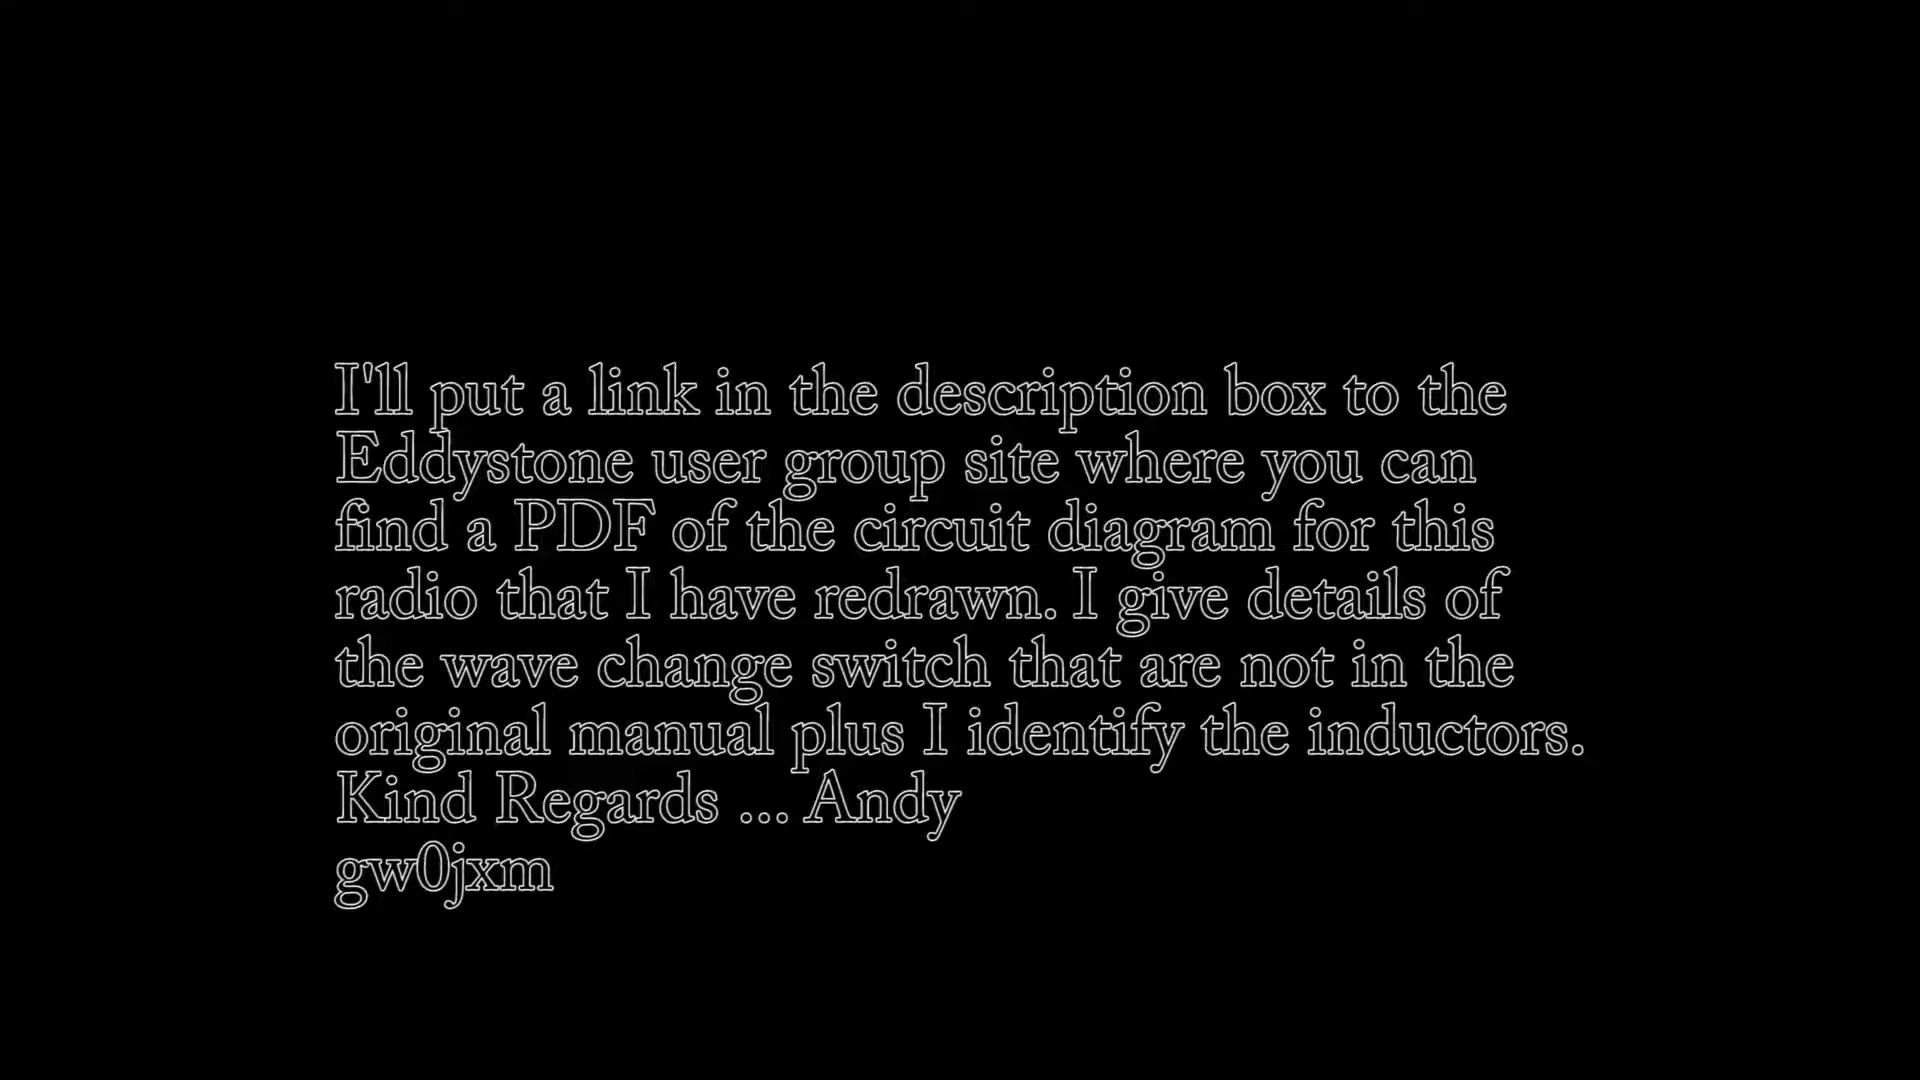 I'll put a link in the description box to the
Eddystone user group site where you can
find a PDF of the circuit diagram for this
radio that I have redrawn. I give details of
the wave change switch that are not in the
original manual plus I identify the inductors.
Kind Regards ... Andy
gw0jxm